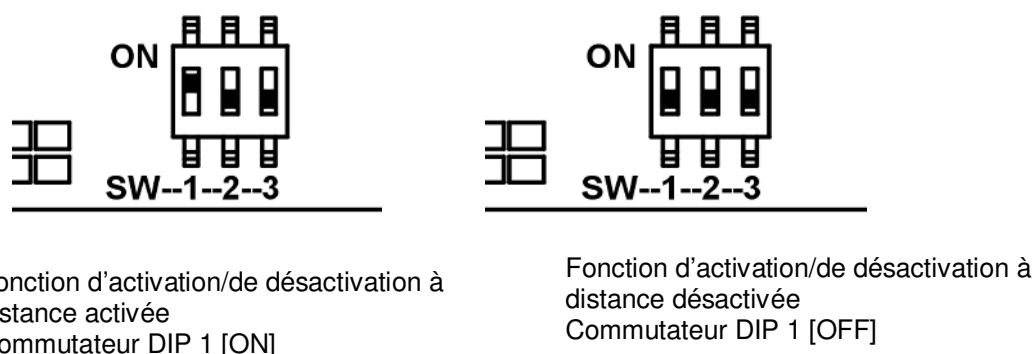 ON
SW--1--2--3
onction d'activation/de désactivation à
istance activée
ommutateur DIP 1 [ON]
ON
SW--1--2--3
Fonction d'activation/de désactivation à
distance désactivée
Commutateur DIP 1 [OFF]